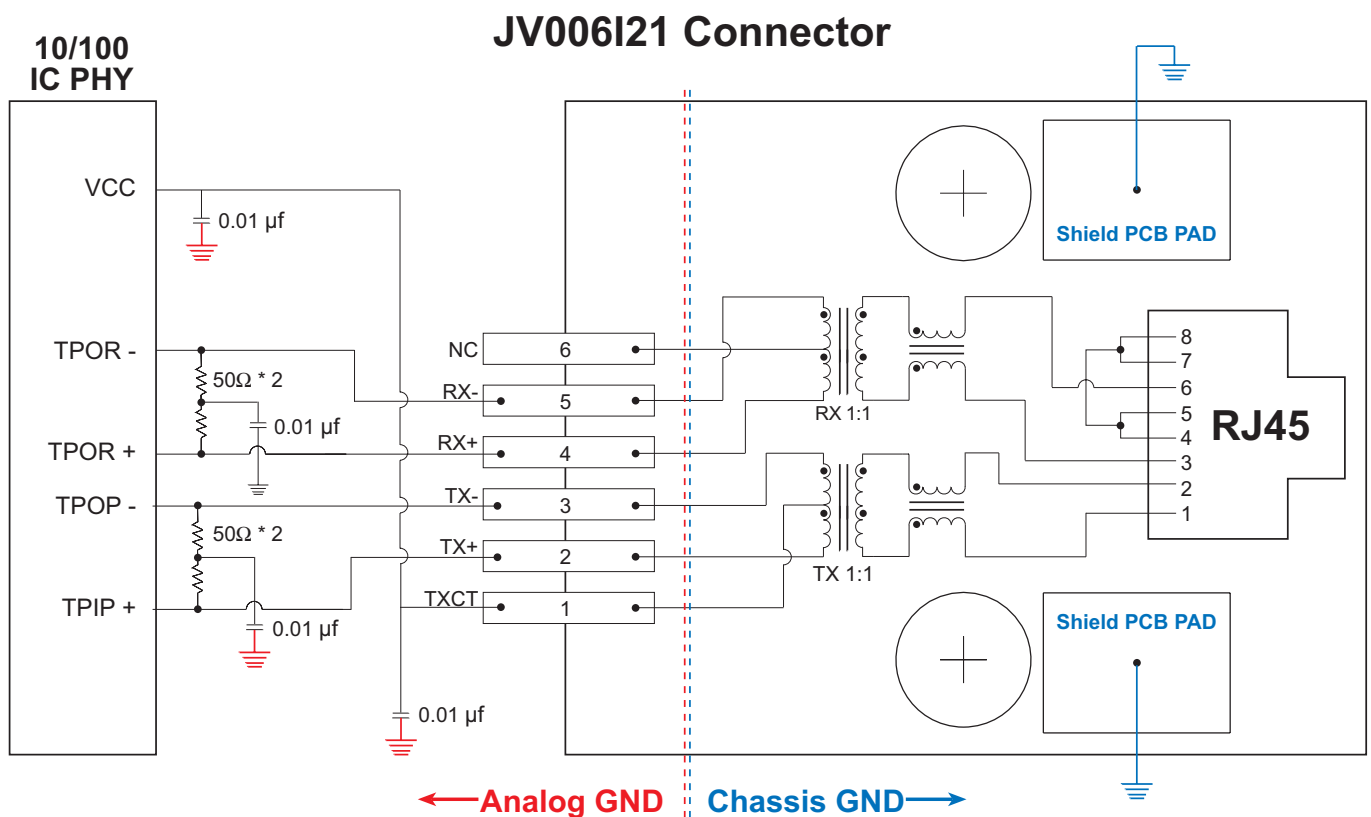 JV006I21 Connector
10/100
IC PHY
VCC
0.01 µf
Shield PCB PAD
TPOR -
50Ω * 2
0.01 µf
TPOR +
TPOP -
50Ω * 2
TPIP +
0.01 µf
0.01 µf
NC
6
RX-
5
RX+
4
TX-
3
TX+
2
TXCT
1
RX 1:1
TX 1:1
8
7
6
5
4
3
2
1
RJ45
Shield PCB PAD
Analog GND
Chassis GND